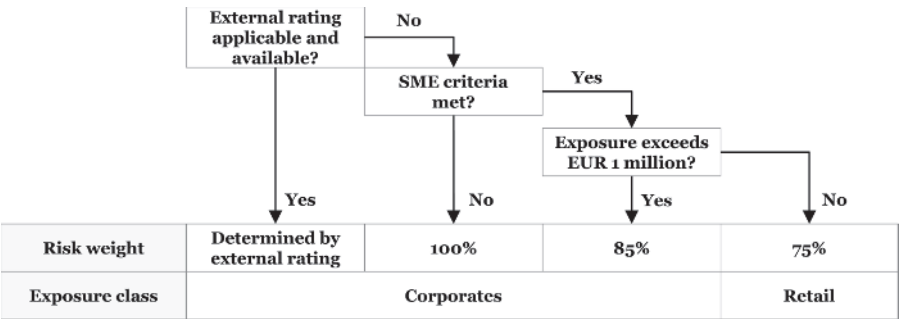 External rating
applicable and
available?
No
SME criteria
met?
Yes
Exposure exceeds
EUR 1 million?
Yes
No
Yes
No
Risk weight
Determined by
external rating
100%
85%
75%
Exposure class
Corporates
Retail